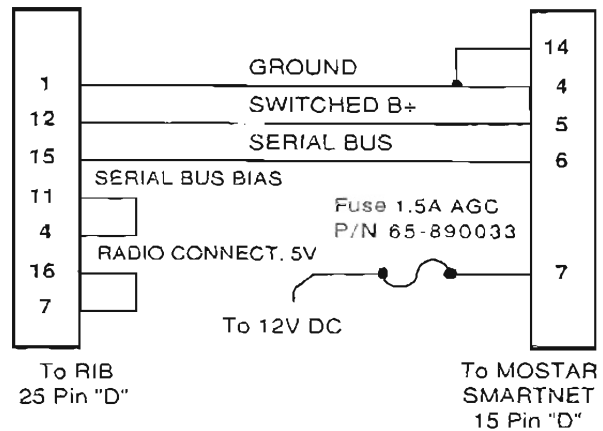 14
GROUND
1
4
SWITCHED B+
12
5
SERIAL BUS
15
6
SERIAL BUS BIAS
11
Fuse 1.5A AGC
4
P/N 65-890033
RADIO CONNECT. 5V
16
7
7
To 12V DC
To RIB
25 Pin "D"
To MOSTAR
SMARTNET
15 Pin "D"